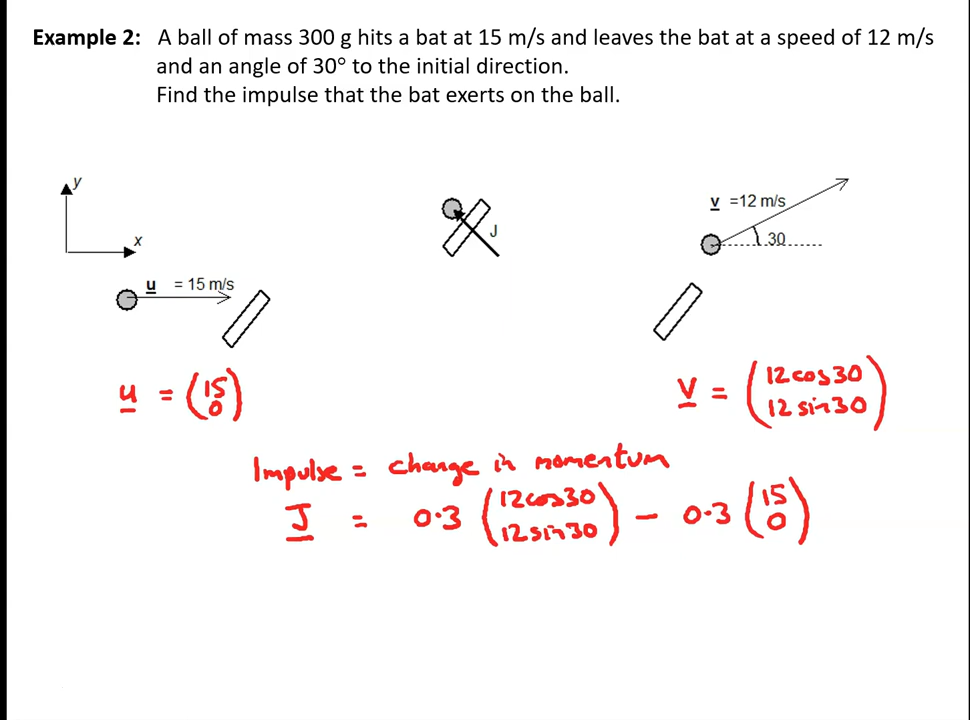 Example 2: A ball of mass 300 g hits a bat at 15 m/s and leaves the bat at a speed of 12 m/s
and an angle of 30° to the initial direction.
Find the impulse that the bat exerts on the ball.
y
x
u = 15 m/s
J
v =12 m/s
30
u = (15
0)
v = (12cos30
12sin30)
Impulse = change in momentum
J = 0.3 (12cos30
12sin30) - 0.3 (15
0)